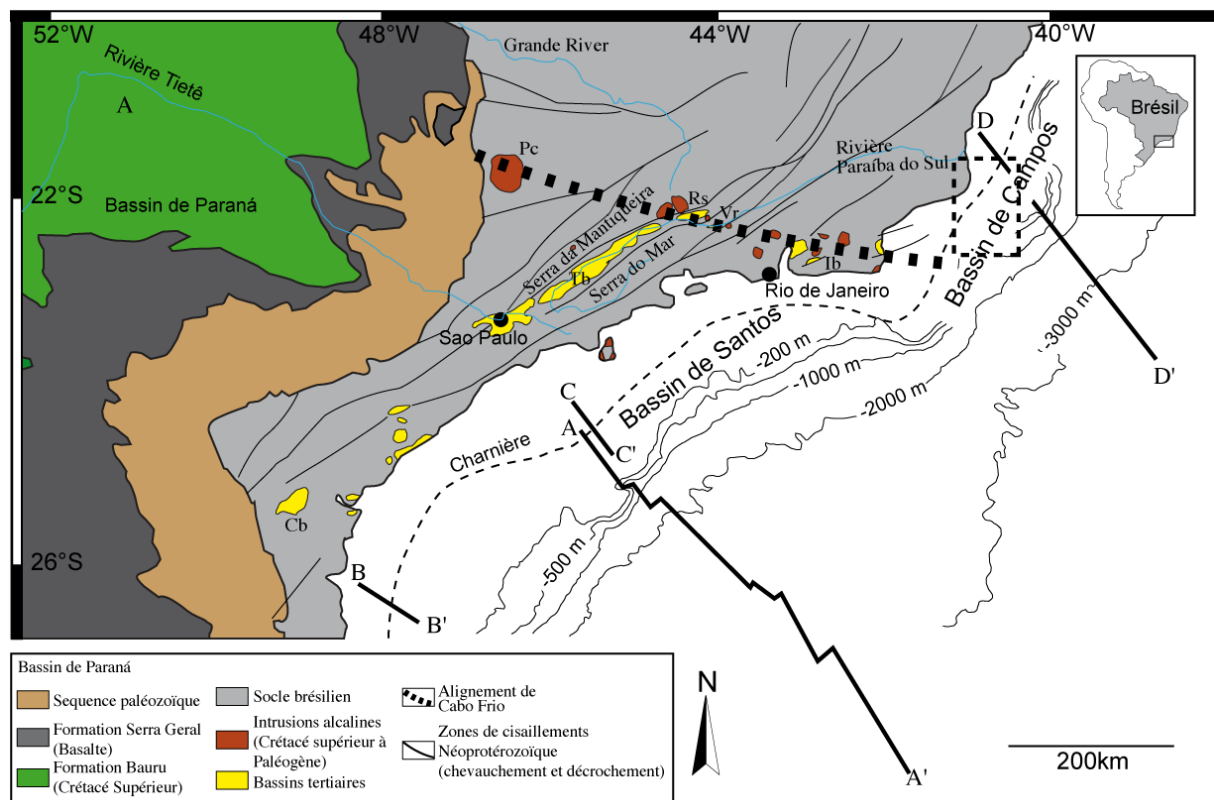 52°W
48°W
44°W
40°W
Grande River
Rivière Tietê
A
Brésil
D
Pc
Rivière
Paraíba do Sul
22°S
Bassin de Paraná
Rs
Vr
Serra da Mantiqueira
Tb
Serra do Mar
Ib
Bassin de Campos
Rio de Janeiro
Sao Paulo
-3000 m
-200 m
-1000 m
-2000 m
D'
Bassin de Santos
C
A
C'
Charnière
Cb
26°S
-500 m
B
B'
A'
N
200km
Bassin de Paraná
Sequence paléozoïque
Formation Serra Geral
(Basalte)
Formation Bauru
(Crétacé Supérieur)
Socle brésilien
Intrusions alcalines
(Crétacé supérieur à
Paléogène)
Bassins tertiaires
Alignement de
Cabo Frio
Zones de cisaillements
Néoprotérozoïque
(chevauchement et décrochement)